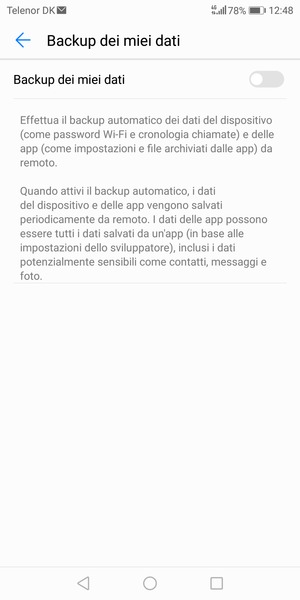 Telenor DK 4G 78% 12:48
Backup dei miei dati
Backup dei miei dati
Effettua il backup automatico dei dati del dispositivo
(come password Wi-Fi e cronologia chiamate) e delle
app (come impostazioni e file archiviati dalle app) da
remoto.
Quando attivi il backup automatico, i dati
del dispositivo e delle app vengono salvati
periodicamente da remoto. I dati delle app possono
essere tutti i dati salvati da un'app (in base alle
impostazioni dello sviluppatore), inclusi i dati
potenzialmente sensibili come contatti, messaggi e
foto.